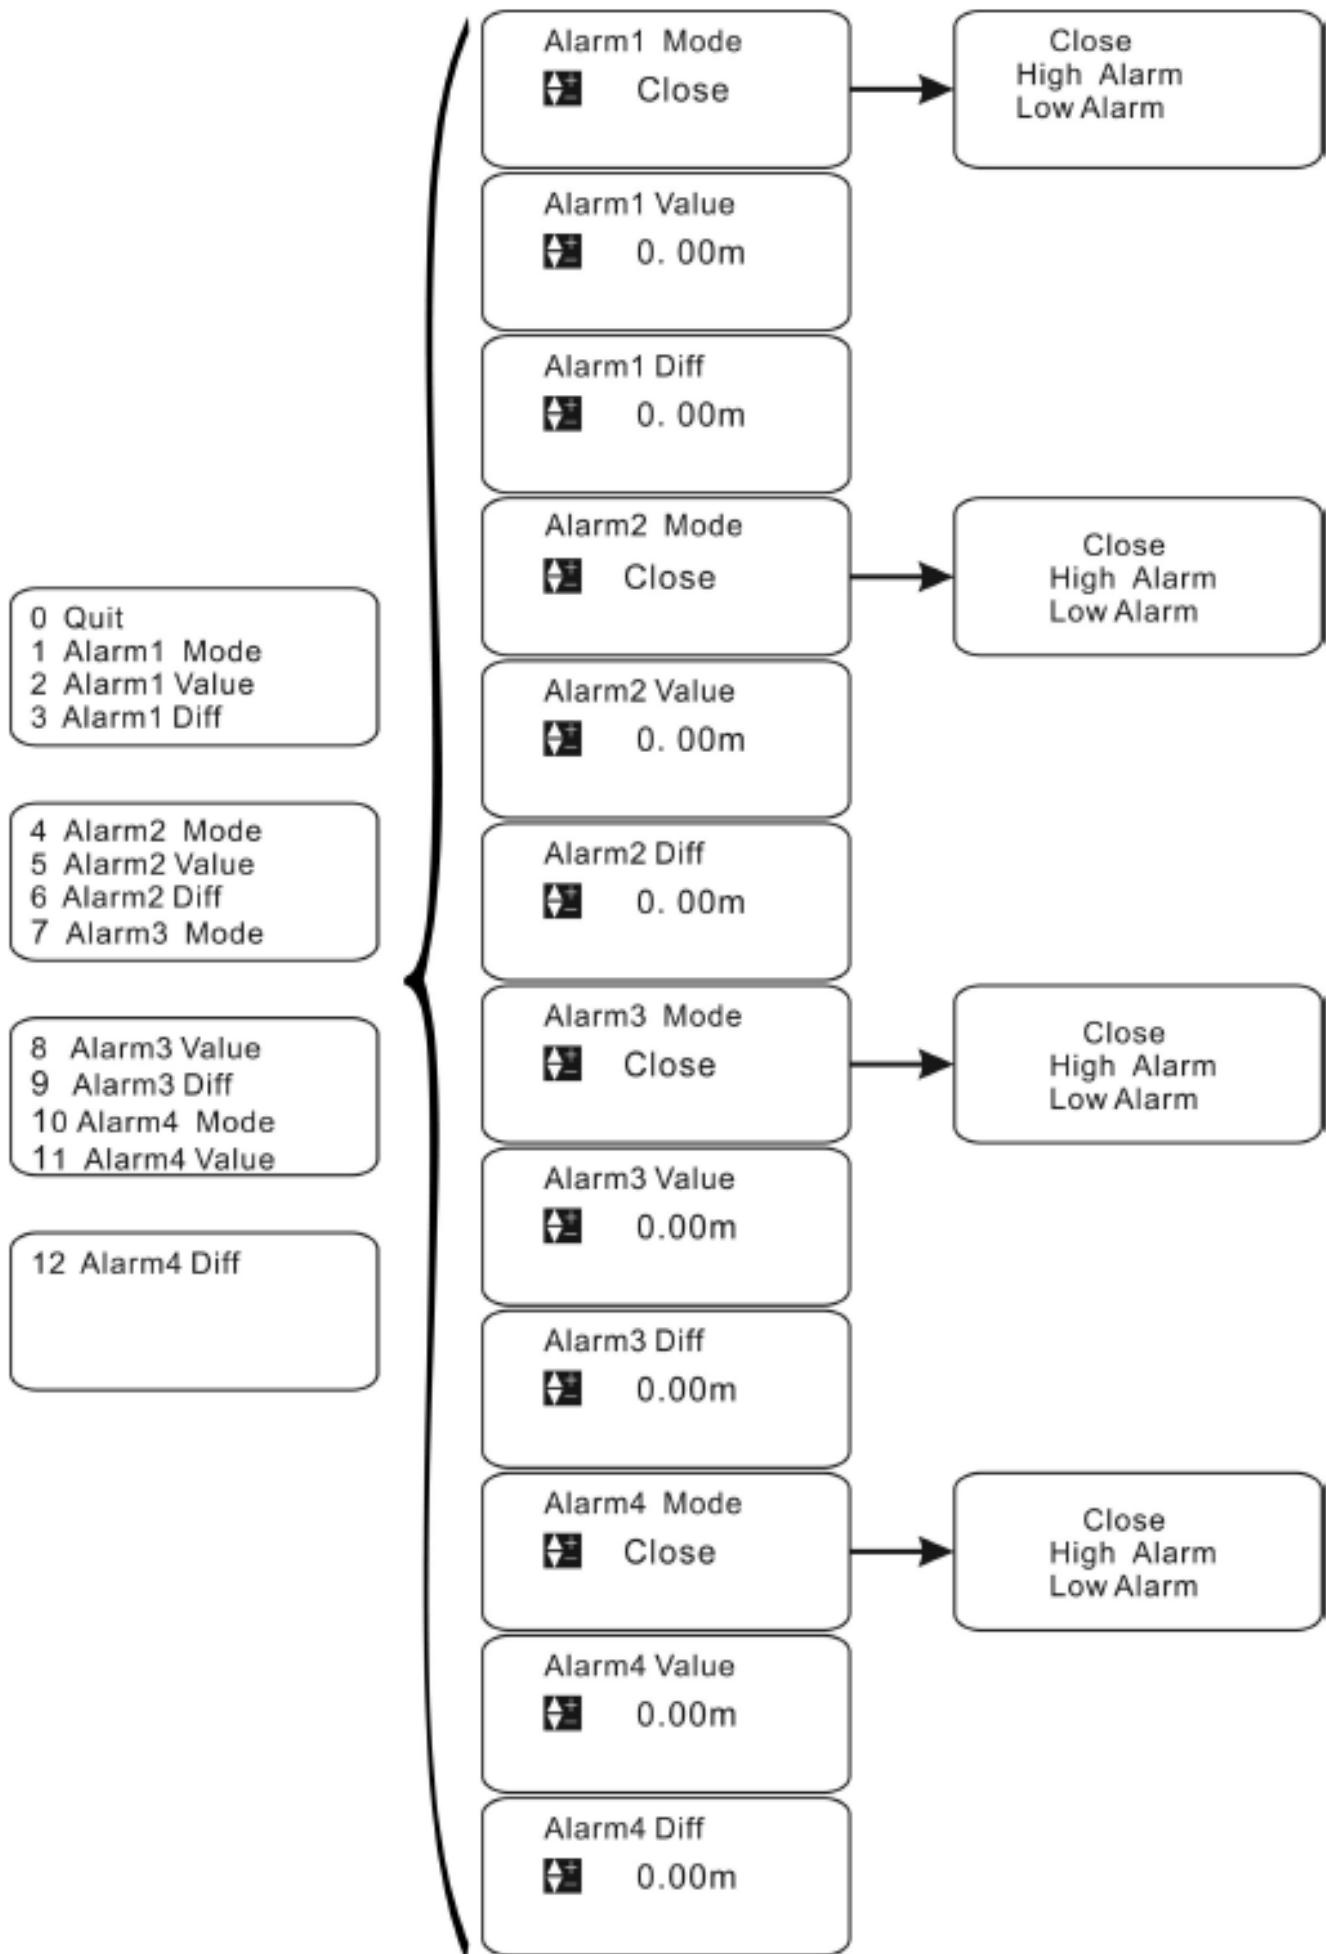 0 Quit
1 Alarm1 Mode
2 Alarm1 Value
3 Alarm1 Diff
4 Alarm2 Mode
5 Alarm2 Value
6 Alarm2 Diff
7 Alarm3 Mode
8 Alarm3 Value
9 Alarm3 Diff
10 Alarm4 Mode
11 Alarm4 Value
12 Alarm4 Diff
Alarm1 Mode
Close
Close
High Alarm
Low Alarm
Alarm1 Value
0. 00m
Alarm1 Diff
0. 00m
Alarm2 Mode
Close
Close
High Alarm
Low Alarm
Alarm2 Value
0. 00m
Alarm2 Diff
0. 00m
Alarm3 Mode
Close
Close
High Alarm
Low Alarm
Alarm3 Value
0.00m
Alarm3 Diff
0.00m
Alarm4 Mode
Close
Close
High Alarm
Low Alarm
Alarm4 Value
0.00m
Alarm4 Diff
0.00m